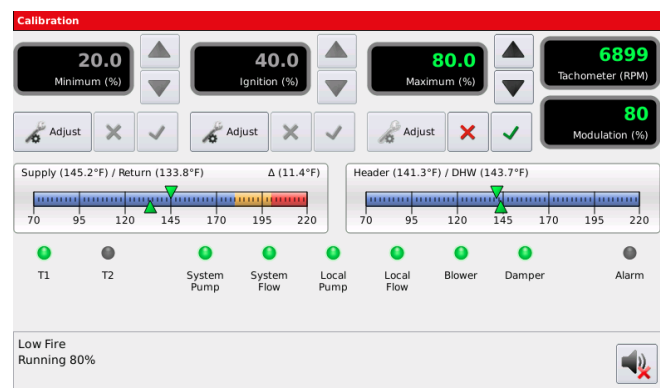 Calibration
20.0
Minimum (%)
40.0
Ignition (%)
80.0
Maximum (%)
6899
Tachometer (RPM)
Adjust
Adjust
Adjust
80
Modulation (%)
Supply (145.2°F) / Return (133.8°F) Δ (11.4°F)
70 95 120 145 170 195 220
Header (141.3°F) / DHW (143.7°F)
70 95 120 145 170 195 220
T1
T2
System
Pump
System
Flow
Local
Pump
Local
Flow
Blower
Damper
Alarm
Low Fire
Running 80%